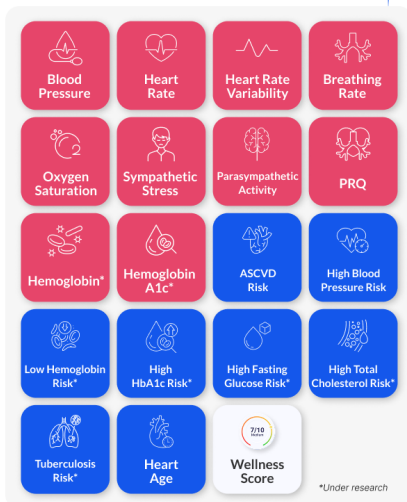 Blood
Pressure
Heart
Rate
Heart Rate
Variability
Breathing
Rate
O2
Oxygen
Saturation
Sympathetic
Stress
Parasympathetic
Activity
PRQ
Hemoglobin*
Hemoglobin
A1c*
ASCVD
Risk
High Blood
Pressure Risk
Low Hemoglobin
Risk*
High
HbA1c Risk*
High Fasting
Glucose Risk*
High Total
Cholesterol Risk*
Tuberculosis
Risk*
Heart
Age
7/10
Wellness
Score
*Under research